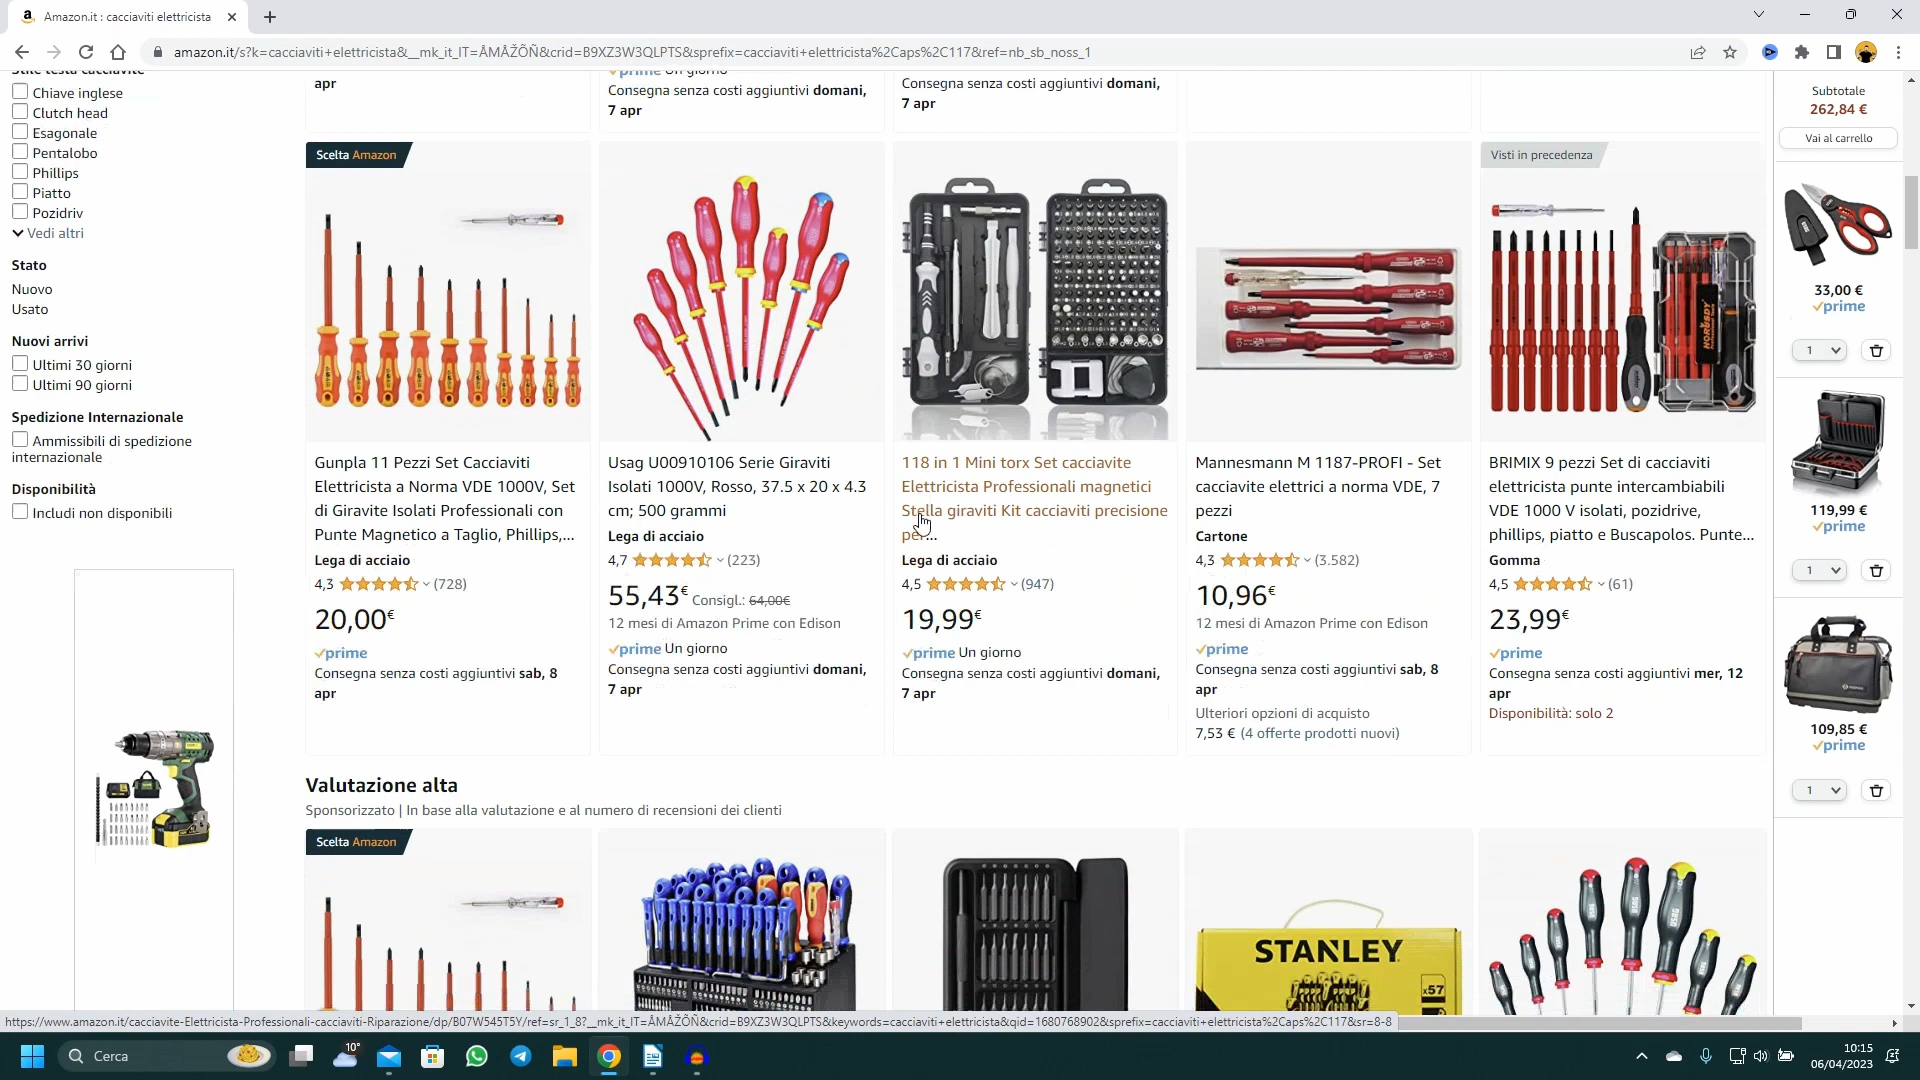 Amazon.it : cacciaviti elettricista
amazon.it/s?k=cacciaviti+elettricista&__mk_it_IT=ÅMÅŽÕÑ&crid=B9XZ3W3QLPTS&sprefix=cacciaviti+elettricista%2Caps%2C117&ref=nb_sb_noss_1
Stile testa cacciavite
Chiave inglese
Clutch head
Esagonale
Pentalobo
Phillips
Piatto
Pozidriv
Vedi altri
Stato
Nuovo
Usato
Nuovi arrivi
Ultimi 30 giorni
Ultimi 90 giorni
Spedizione Internazionale
Ammissibili di spedizione
internazionale
Disponibilità
Includi non disponibili
apr
prime Un giorno
Consegna senza costi aggiuntivi domani,
7 apr
Consegna senza costi aggiuntivi domani,
7 apr
Scelta Amazon
Gunpla 11 Pezzi Set Cacciaviti
Elettricista a Norma VDE 1000V, Set
di Giravite Isolati Professionali con
Punte Magnetico a Taglio, Phillips,...
Lega di acciaio
4,3 (728)
20,00€
prime
Consegna senza costi aggiuntivi sab, 8
apr
Usag U00910106 Serie Giraviti
Isolati 1000V, Rosso, 37.5 x 20 x 4.3
cm; 500 grammi
Lega di acciaio
4,7 (223)
55,43€ Consigl.: 64,00€
12 mesi di Amazon Prime con Edison
prime Un giorno
Consegna senza costi aggiuntivi domani,
7 apr
118 in 1 Mini torx Set cacciavite
Elettricista Professionali magnetici
Stella giraviti Kit cacciaviti precisione
per...
Lega di acciaio
4,5 (947)
19,99€
prime Un giorno
Consegna senza costi aggiuntivi domani,
7 apr
Mannesmann M 1187-PROFI - Set
cacciavite elettrici a norma VDE, 7
pezzi
Cartone
4,3 (3.582)
10,96€
12 mesi di Amazon Prime con Edison
prime
Consegna senza costi aggiuntivi sab, 8
apr
Ulteriori opzioni di acquisto
7,53 € (4 offerte prodotti nuovi)
Visti in precedenza
HORUSDY
BRIMIX 9 pezzi Set di cacciaviti
elettricista punte intercambiabili
VDE 1000 V isolati, pozidrive,
phillips, piatto e Buscapolos. Punte...
Gomma
4,5 (61)
23,99€
prime
Consegna senza costi aggiuntivi mer, 12
apr
Disponibilità: solo 2
Valutazione alta
Sponsorizzato | In base alla valutazione e al numero di recensioni dei clienti
Scelta Amazon
STANLEY
x57
Subtotale
262,84 €
Vai al carrello
33,00 €
prime
1
119,99 €
prime
1
109,85 €
prime
1
https://www.amazon.it/cacciavite-Elettricista-Professionali-cacciaviti-Riparazione/dp/B07W545T5Y/ref=sr_1_8?__mk_it_IT=ÅMÅŽÕÑ&crid=B9XZ3W3QLPTS&keywords=cacciaviti+elettricista&qid=1680768902&sprefix=cacciaviti+elettricista%2Caps%2C117&sr=8-8
Cerca
10°
10:15
06/04/2023